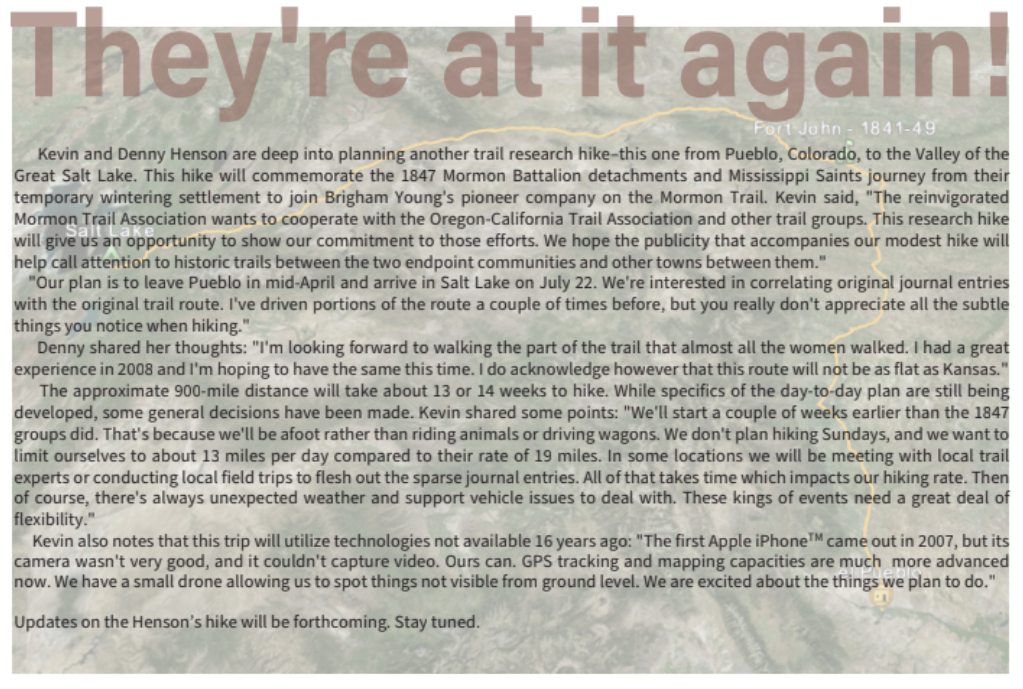 They're at it again!
Fort John - 1841-49
Kevin and Denny Henson are deep into planning another trail research hike–this one from Pueblo, Colorado, to the Valley of the
Great Salt Lake. This hike will commemorate the 1847 Mormon Battalion detachments and Mississippi Saints journey from their
temporary wintering settlement to join Brigham Young's pioneer company on the Mormon Trail. Kevin said, "The reinvigorated
Mormon Trail Association wants to cooperate with the Oregon-California Trail Association and other trail groups. This research hike
Salt Lake
will give us an opportunity to show our commitment to those efforts. We hope the publicity that accompanies our modest hike will
help call attention to historic trails between the two endpoint communities and other towns between them."
"Our plan is to leave Pueblo in mid-April and arrive in Salt Lake on July 22. We're interested in correlating original journal entries
with the original trail route. I've driven portions of the route a couple of times before, but you really don't appreciate all the subtle
things you notice when hiking."
Denny shared her thoughts: "I'm looking forward to walking the part of the trail that almost all the women walked. I had a great
experience in 2008 and I'm hoping to have the same this time. I do acknowledge however that this route will not be as flat as Kansas."
The approximate 900-mile distance will take about 13 or 14 weeks to hike. While specifics of the day-to-day plan are still being
developed, some general decisions have been made. Kevin shared some points: "We'll start a couple of weeks earlier than the 1847
groups did. That's because we'll be afoot rather than riding animals or driving wagons. We don't plan hiking Sundays, and we want to
limit ourselves to about 13 miles per day compared to their rate of 19 miles. In some locations we will be meeting with local trail
experts or conducting local field trips to flesh out the sparse journal entries. All of that takes time which impacts our hiking rate. Then
of course, there's always unexpected weather and support vehicle issues to deal with. These kings of events need a great deal of
flexibility."
Kevin also notes that this trip will utilize technologies not available 16 years ago: "The first Apple iPhone™ came out in 2007, but its
camera wasn't very good, and it couldn't capture video. Ours can. GPS tracking and mapping capacities are much more advanced
el Pueblo
now. We have a small drone allowing us to spot things not visible from ground level. We are excited about the things we plan to do."
Updates on the Henson's hike will be forthcoming. Stay tuned.